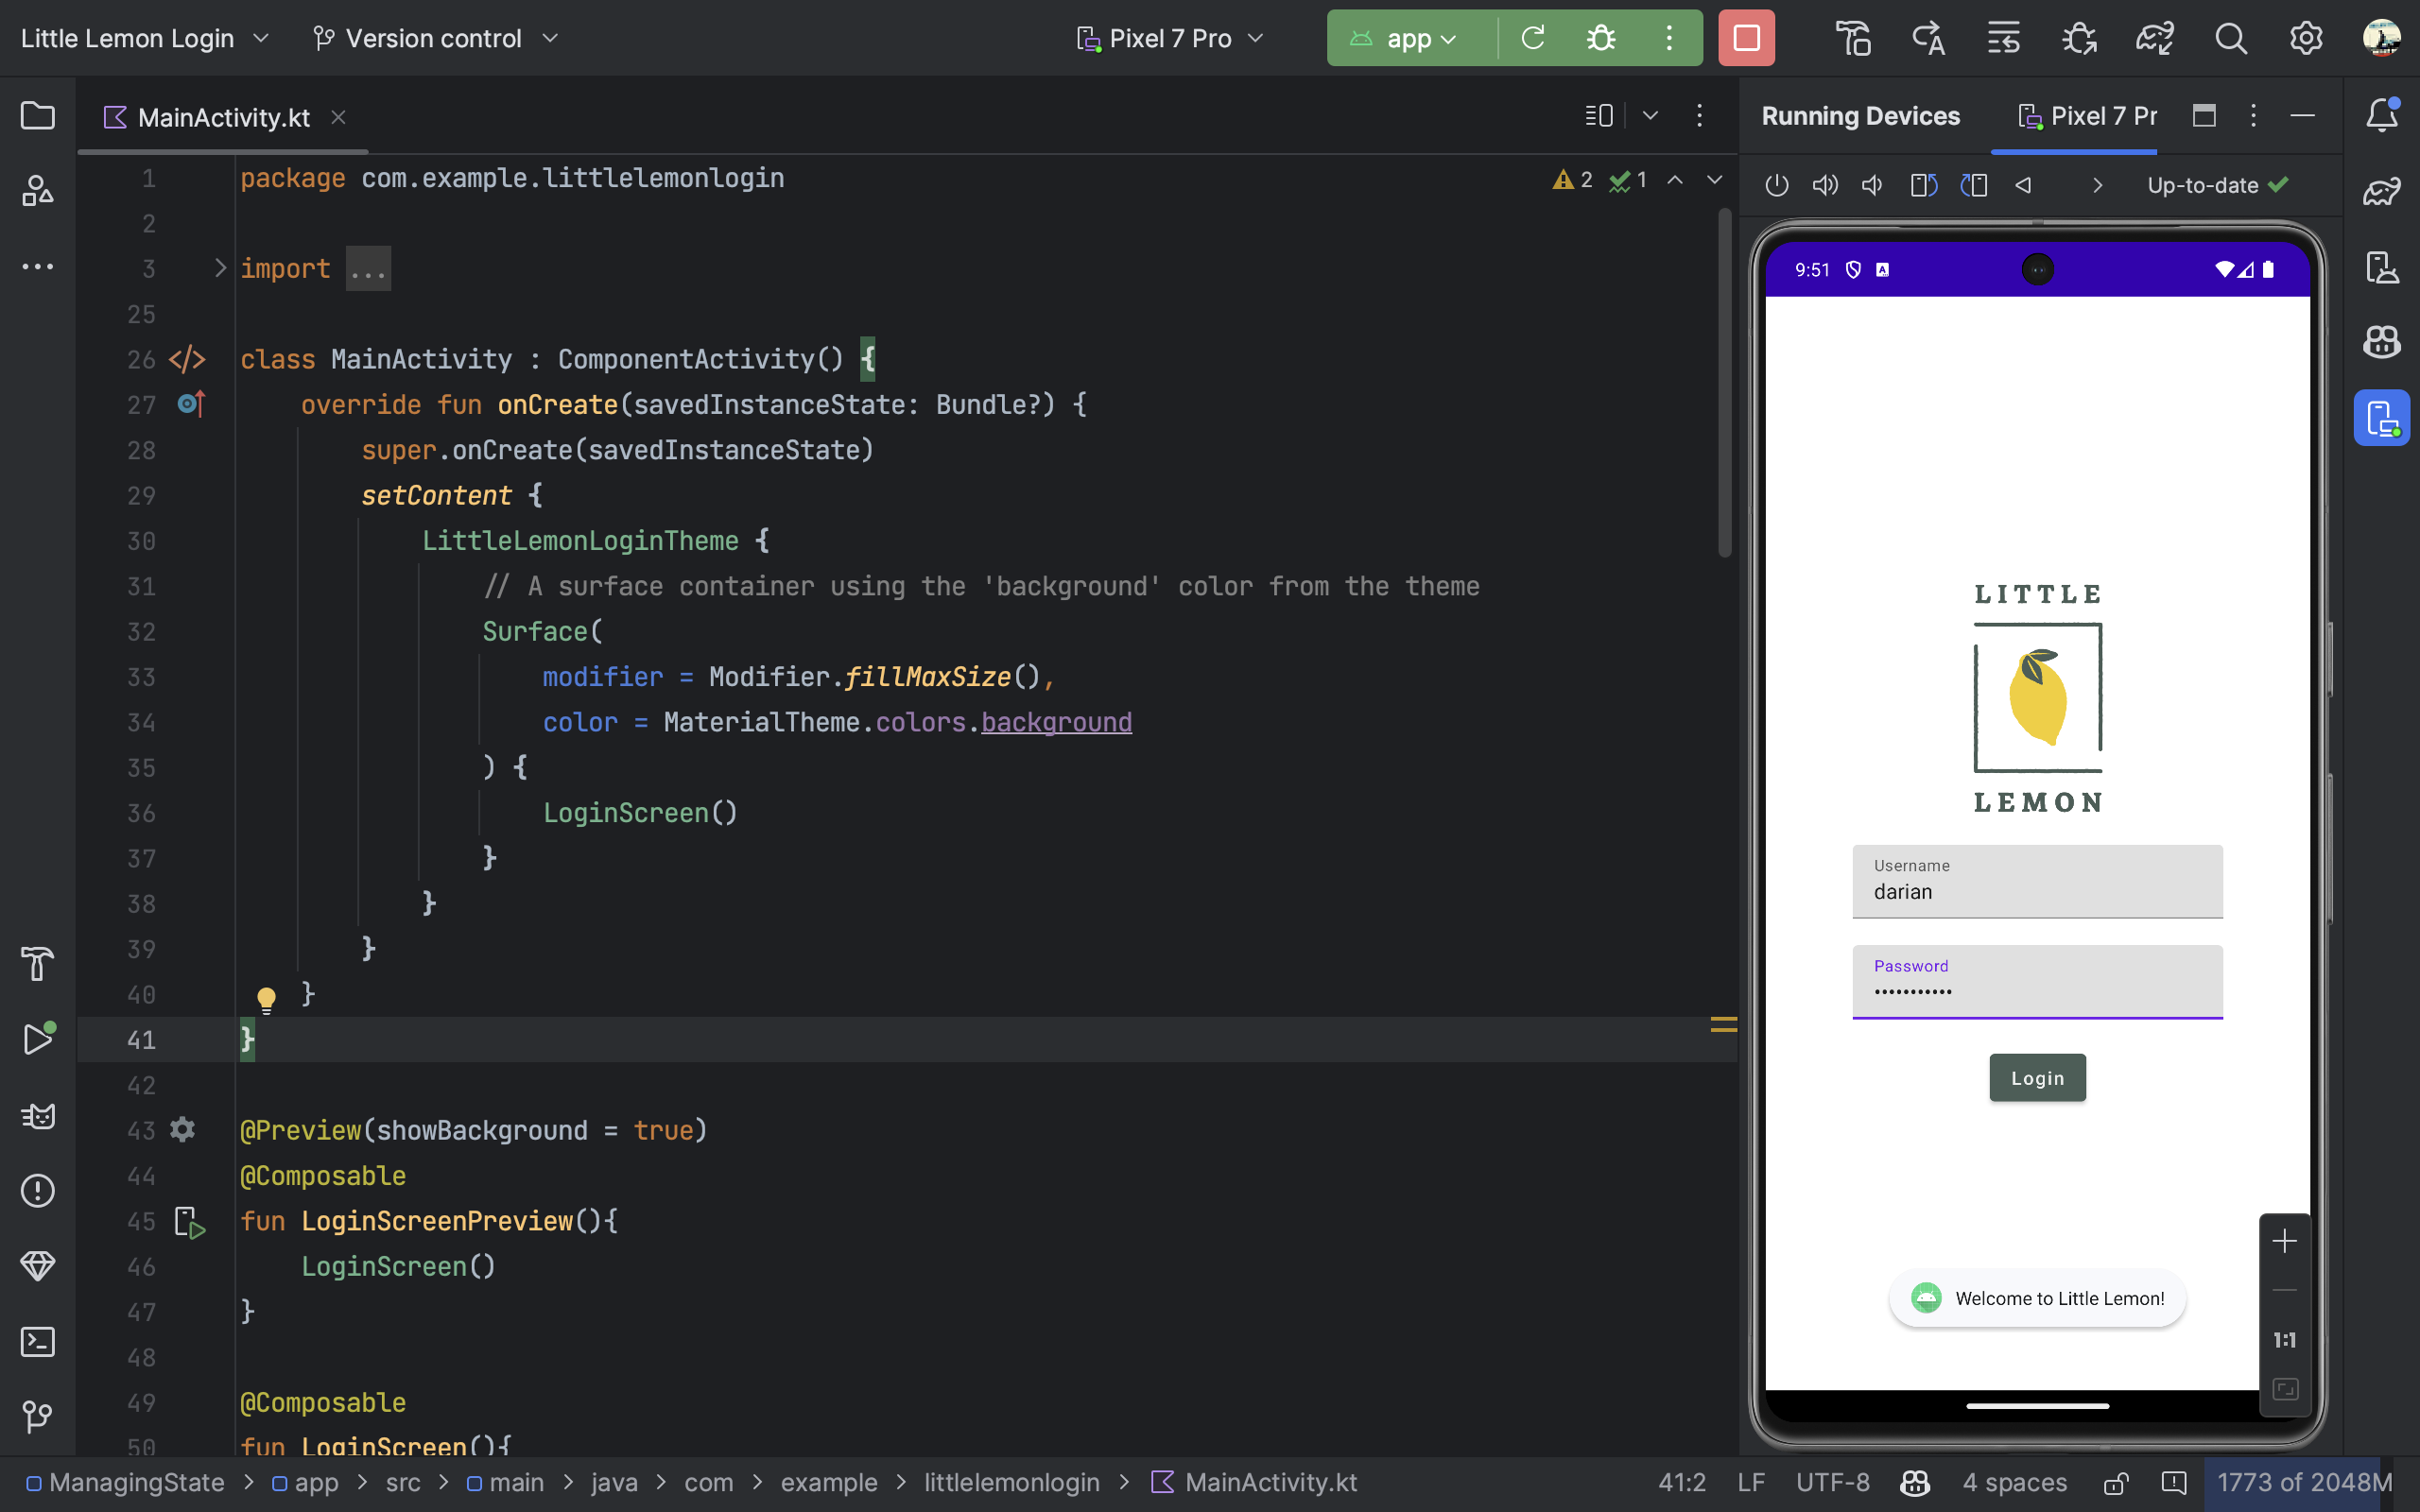 Little Lemon Login
Version control
Pixel 7 Pro
app
MainActivity.kt
1 package com.example.littlelemonlogin
2
3 import ...
25
26 class MainActivity : ComponentActivity() {
27 override fun onCreate(savedInstanceState: Bundle?) {
28 super.onCreate(savedInstanceState)
29 setContent {
30 LittleLemonLoginTheme {
31 // A surface container using the 'background' color from the theme
32 Surface(
33 modifier = Modifier.fillMaxSize(),
34 color = MaterialTheme.colors.background
35 ) {
36 LoginScreen()
37 }
38 }
39 }
40 }
41 }
42
43 @Preview(showBackground = true)
44 @Composable
45 fun LoginScreenPreview(){
46 LoginScreen()
47 }
48
49 @Composable
50 fun LoginScreen(){
2 1
Running Devices
Pixel 7 Pr
Up-to-date
9:51
LITTLE
LEMON
Username
darian
Password
•••••••••••
Login
Welcome to Little Lemon!
1:1
ManagingState > app > src > main > java > com > example > littlelemonlogin > MainActivity.kt
41:2 LF UTF-8 4 spaces 1773 of 2048M